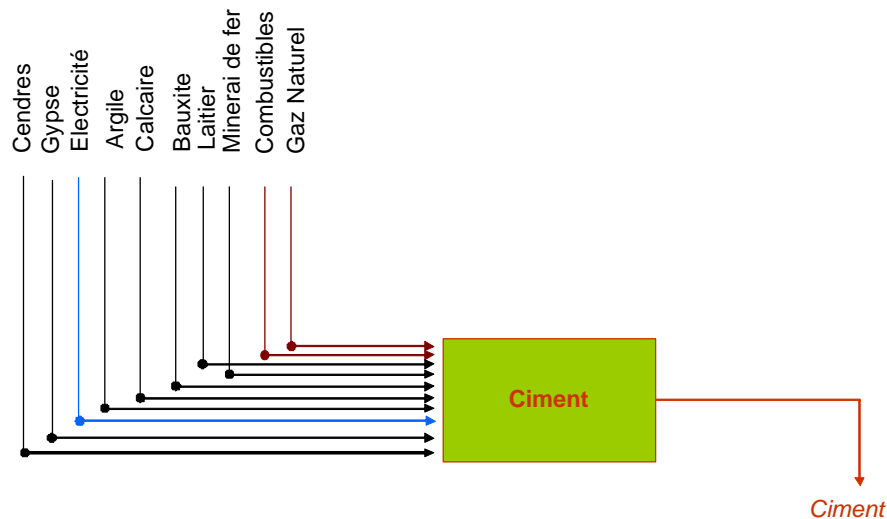 Cendres
Gypse
Electricité
Argile
Calcaire
Bauxite
Laitier
Minerai de fer
Combustibles
Gaz Naturel
Ciment
Ciment